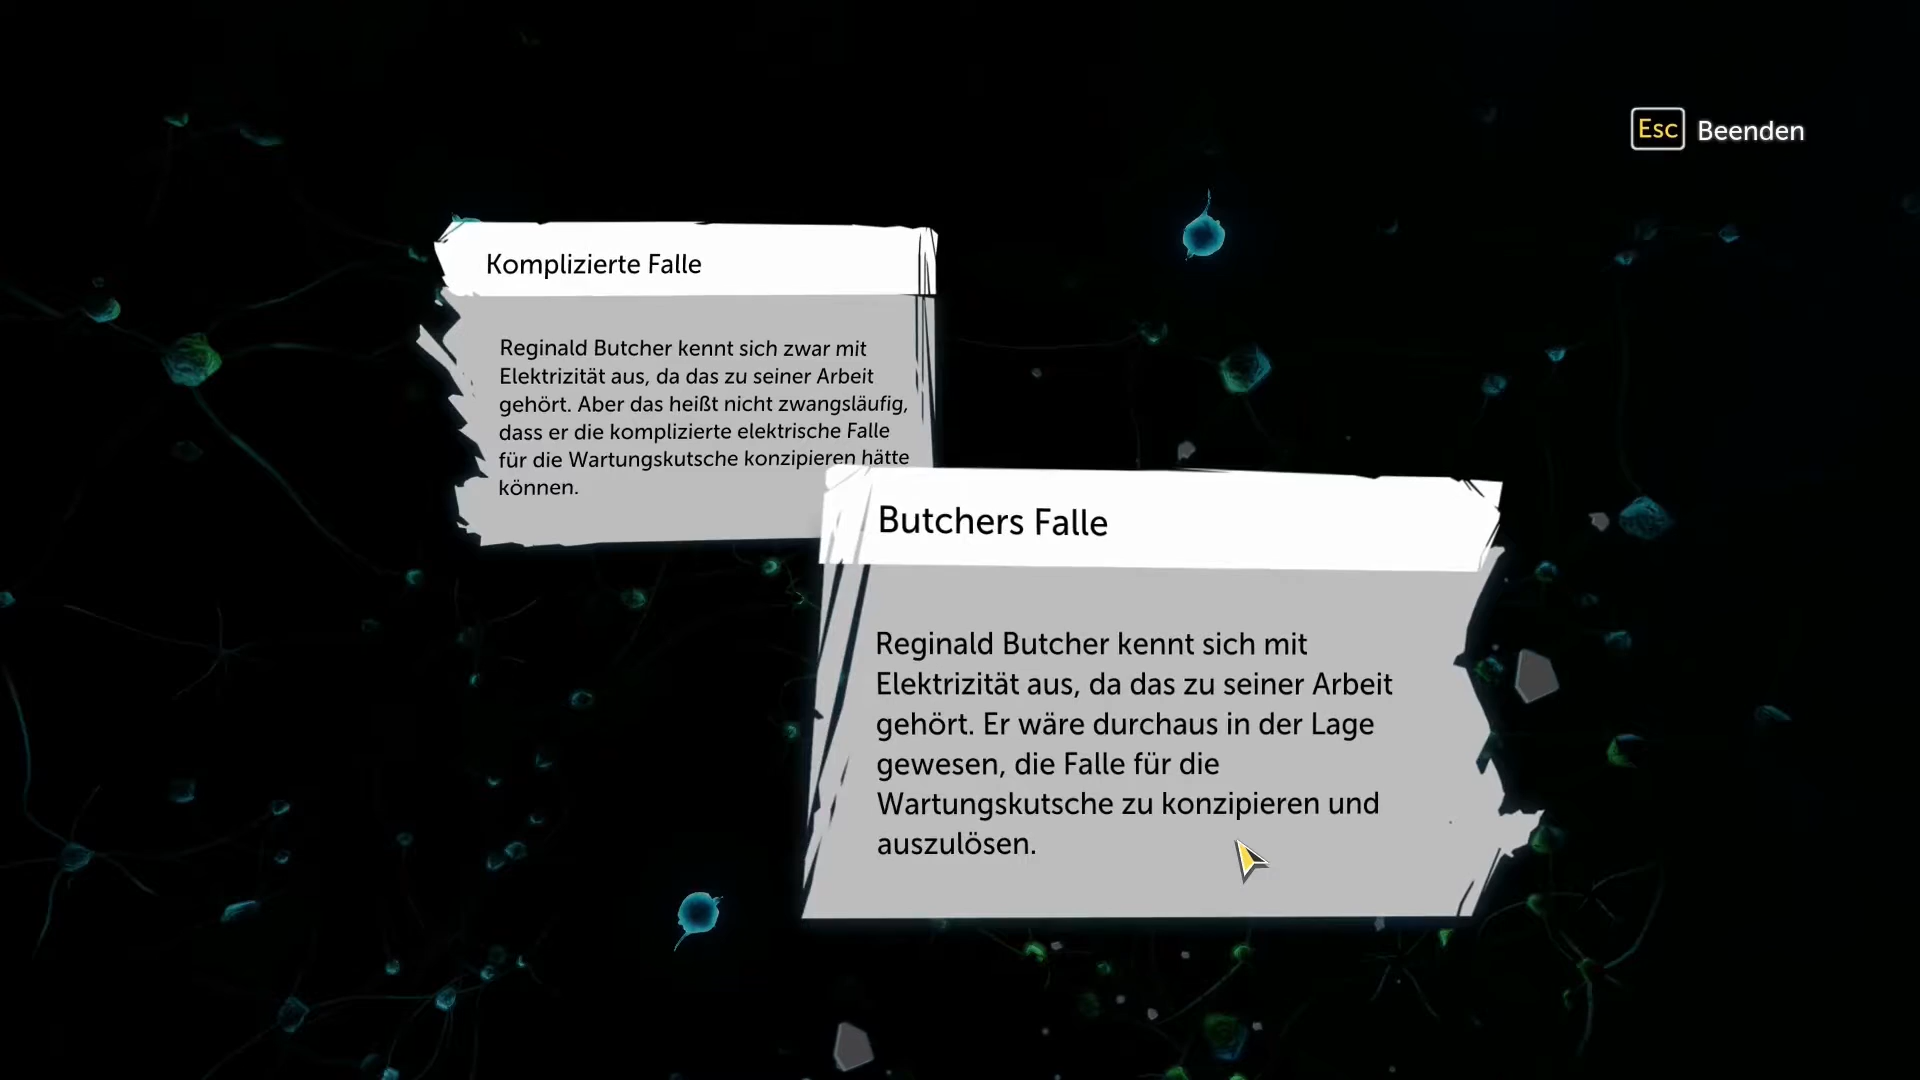 Esc Beenden
Komplizierte Falle
Reginald Butcher kennt sich zwar mit
Elektrizität aus, da das zu seiner Arbeit
gehört. Aber das heißt nicht zwangsläufig,
dass er die komplizierte elektrische Falle
für die Wartungskutsche konzipieren hätte
können.
Butchers Falle
Reginald Butcher kennt sich mit
Elektrizität aus, da das zu seiner Arbeit
gehört. Er wäre durchaus in der Lage
gewesen, die Falle für die
Wartungskutsche zu konzipieren und
auszulösen.